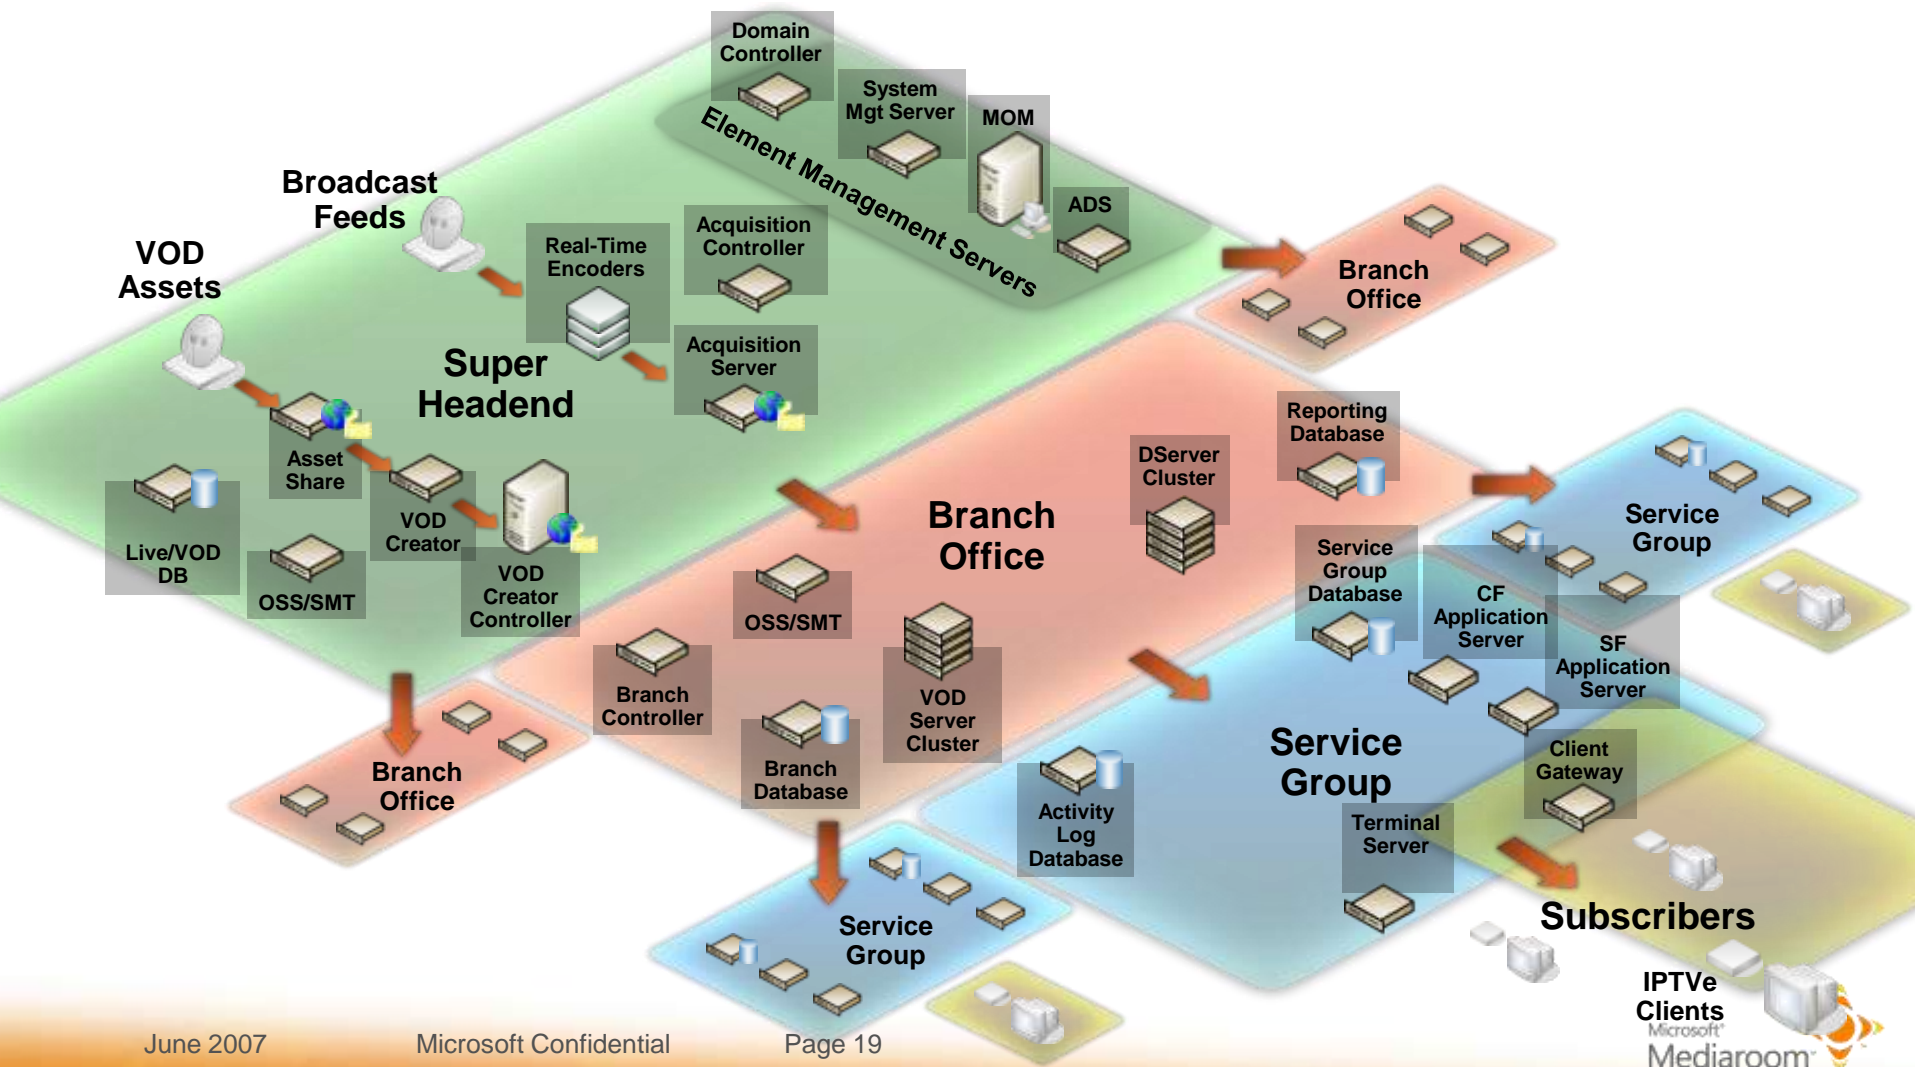 Domain
Controller
System
Mgt Server
MOM
ADS
Element Management Servers
Broadcast
Feeds
VOD
Assets
Real-Time
Encoders
Acquisition
Controller
Acquisition
Server
Super
Headend
Asset
Share
VOD
Creator
VOD
Creator
Controller
Live/VOD
DB
OSS/SMT
Branch
Office
Branch
Office
Reporting
Database
DServer
Cluster
Branch
Office
OSS/SMT
Branch
Controller
Branch
Database
VOD
Server
Cluster
Service
Group
Database
CF
Application
Server
SF
Application
Server
Service
Group
Service
Group
Client
Gateway
Terminal
Server
Activity
Log
Database
Service
Group
Subscribers
IPTVe
Clients
June 2007
Microsoft Confidential
Page 19
Microsoft®
Mediaroom